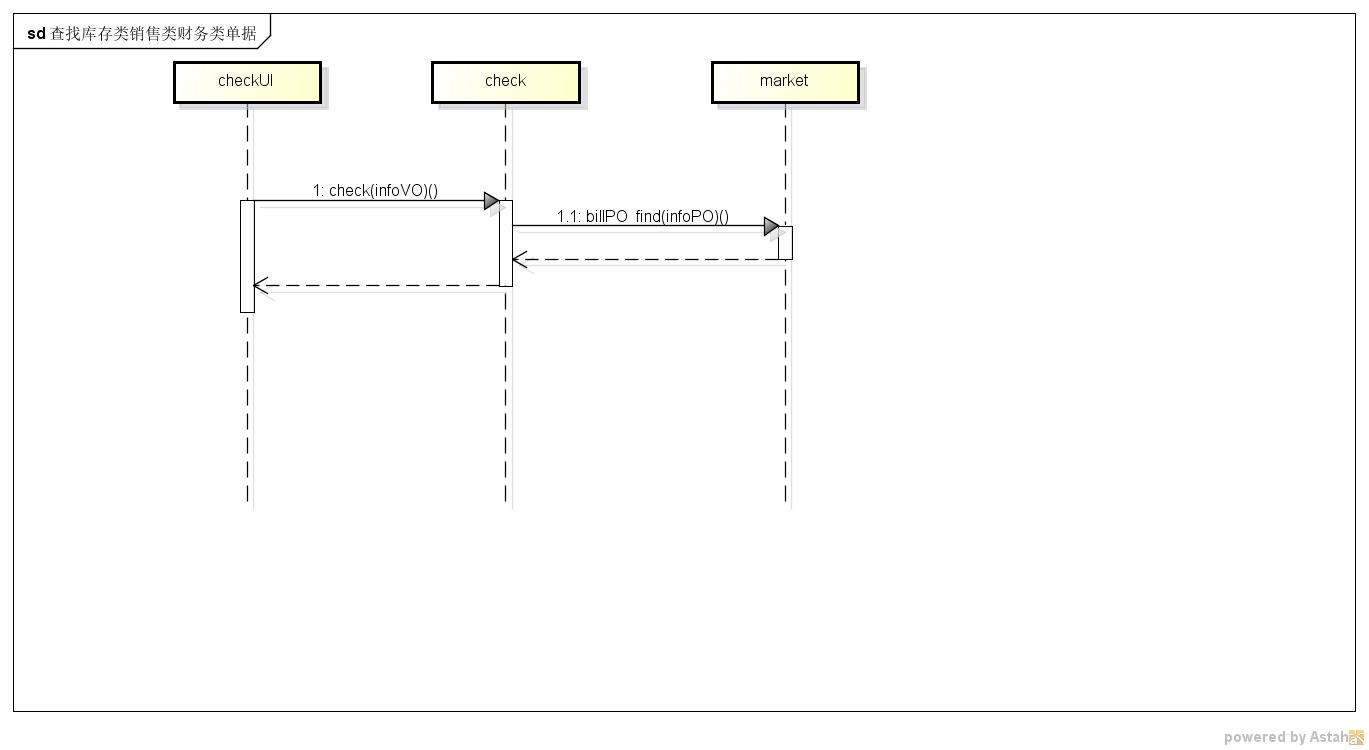 sd 查找库存类销售类财务类单据
checkUI
check
market
1: check(infoVO)()
1.1: billPO find(infoPO)()
powered by Astah